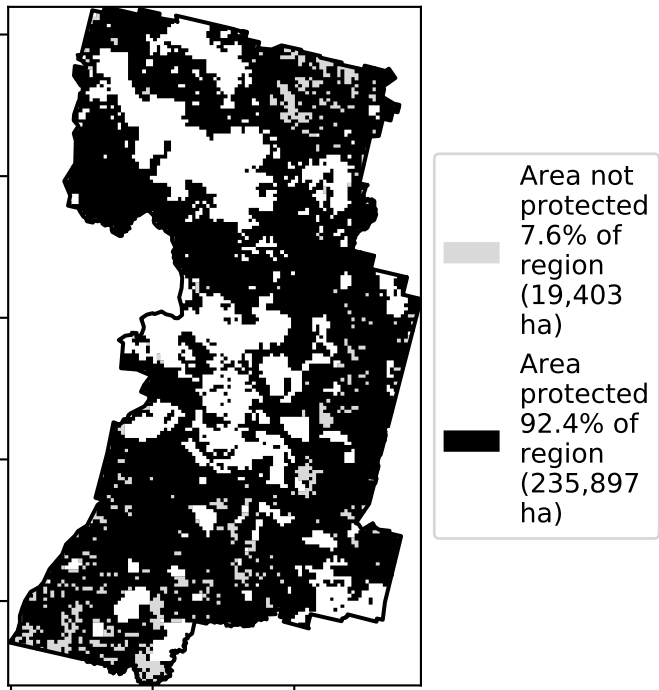 Area not
protected
7.6% of
region
(19,403
ha)
Area
protected
92.4% of
region
(235,897
ha)